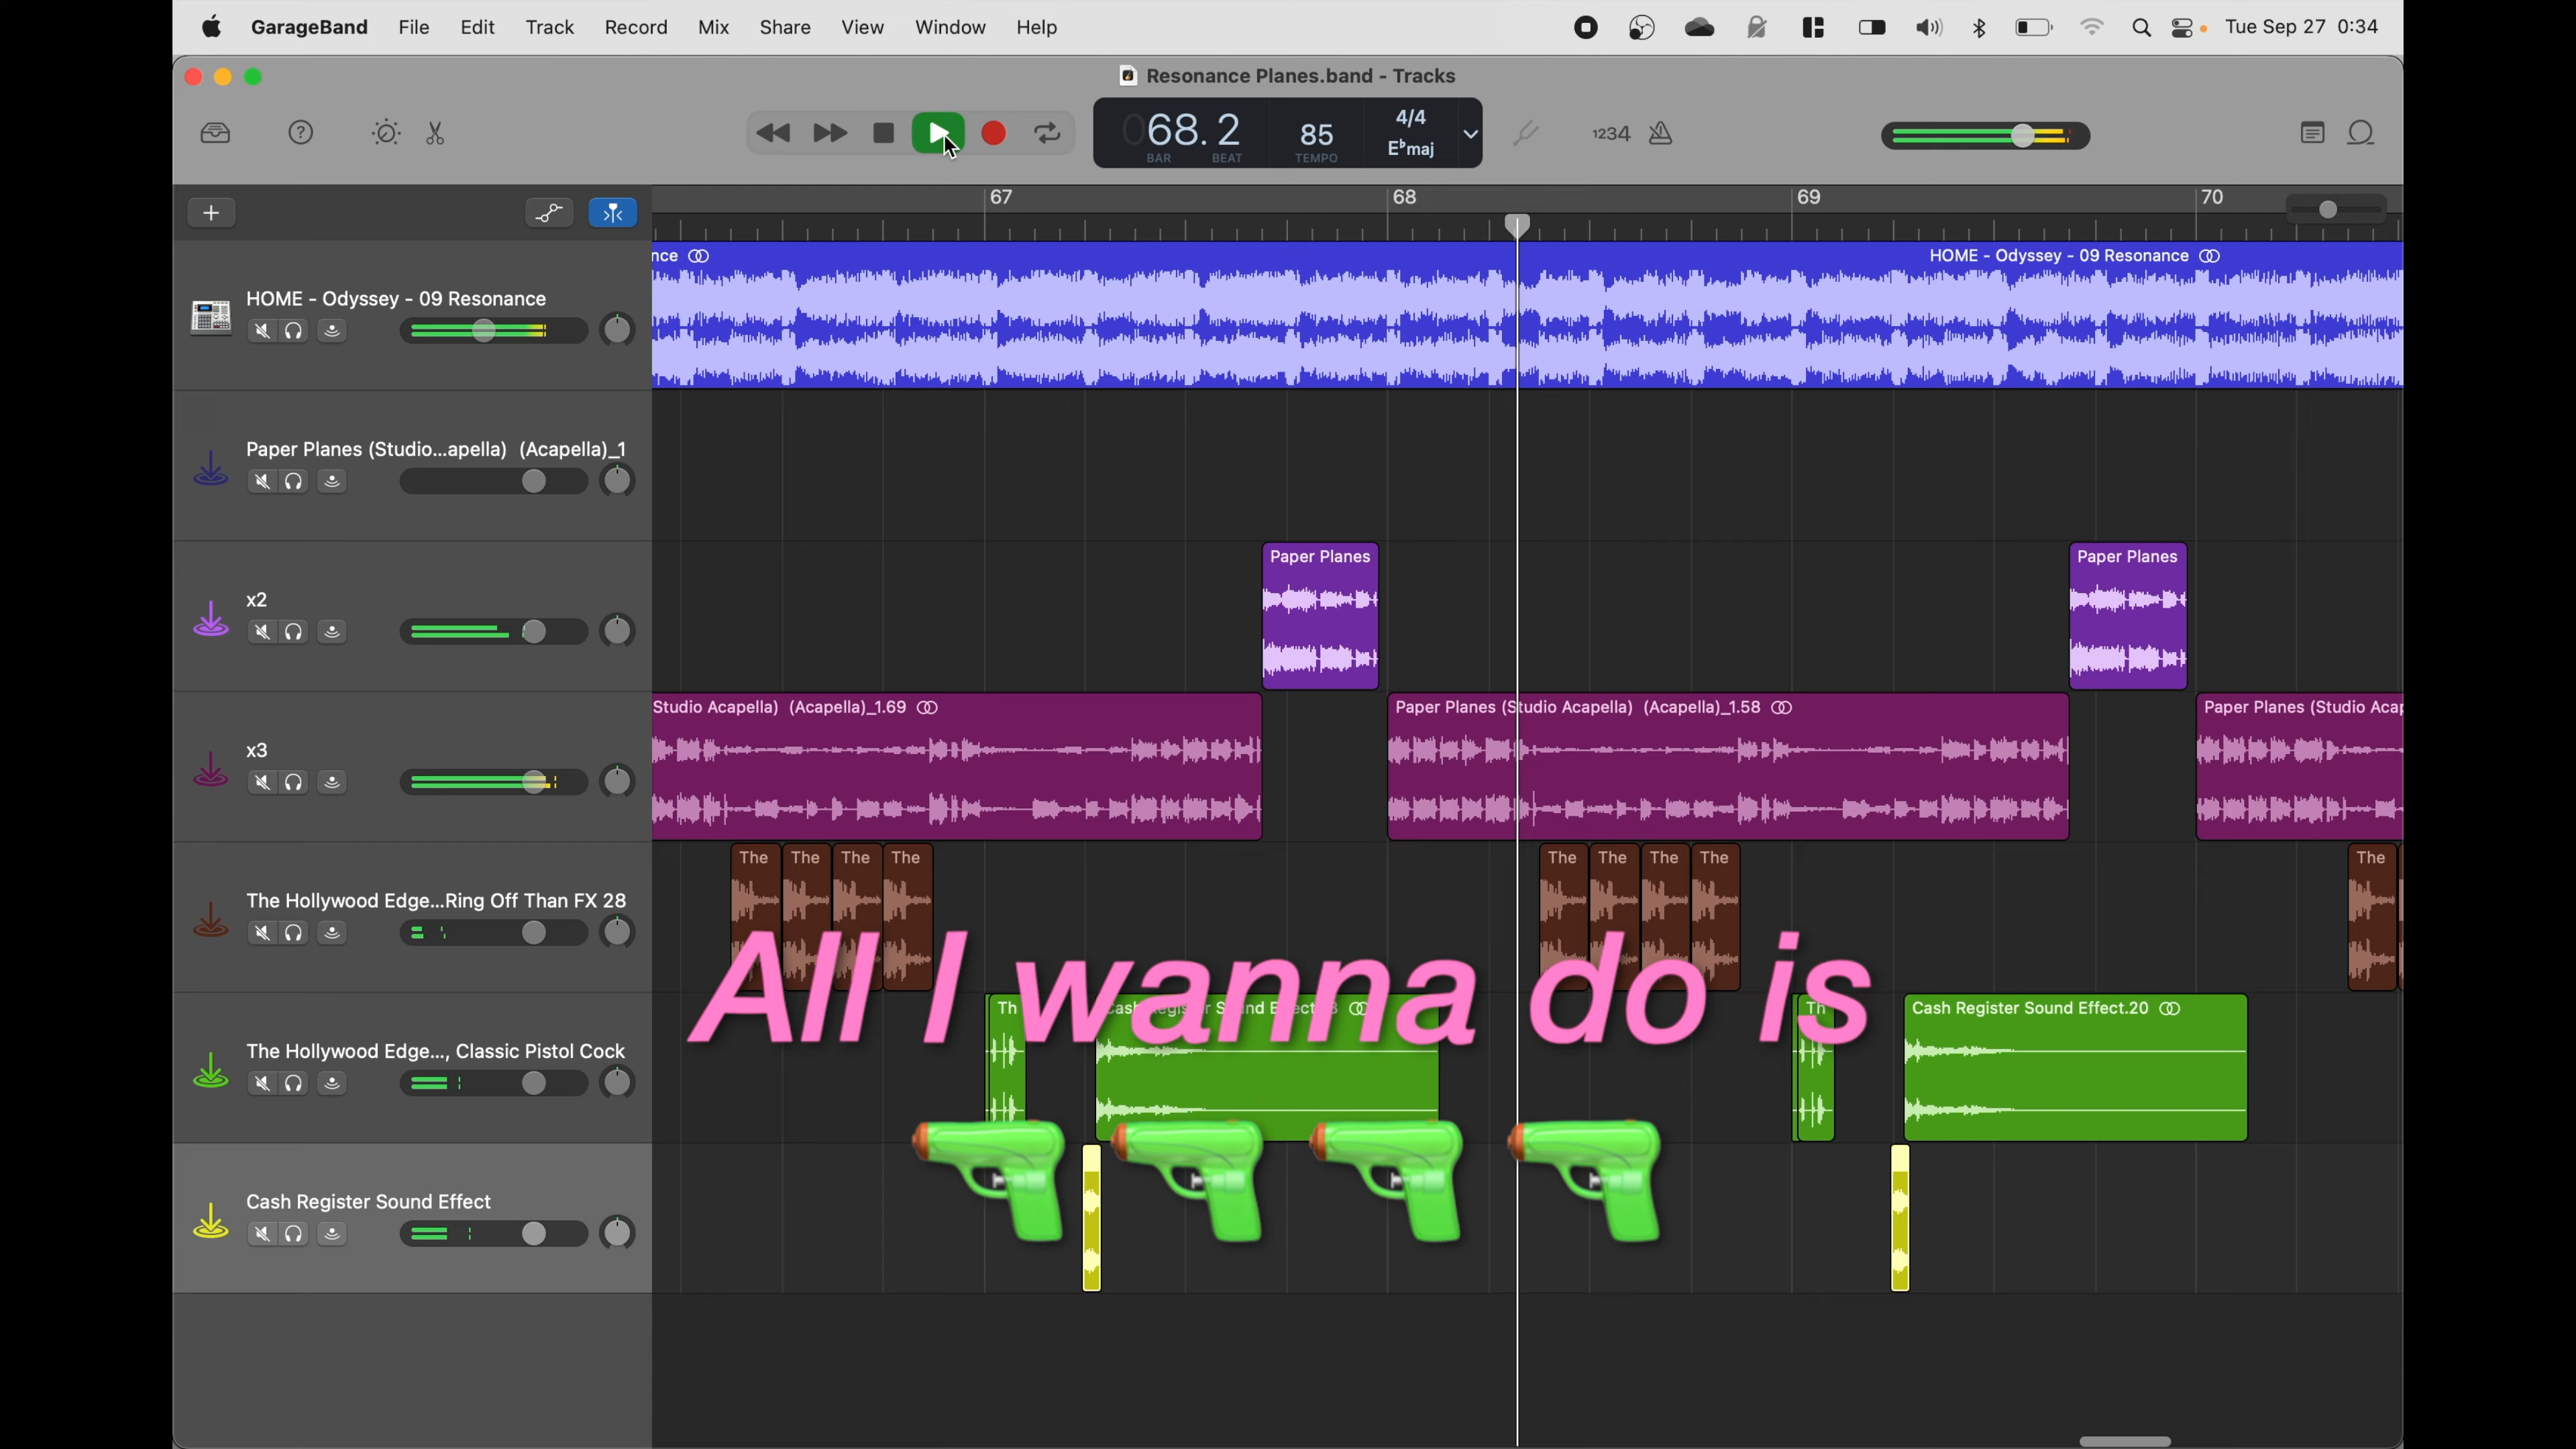 GarageBand File Edit Track Record Mix Share View Window Help Tue Sep 27 0:34
Resonance Planes.band - Tracks
068.2 85 4/4
E♭maj
BAR BEAT TEMPO
1234
67 68 69 70
nce HOME - Odyssey - 09 Resonance
HOME - Odyssey - 09 Resonance
Paper Planes (Studio...apella) (Acapella)_1
Paper Planes Paper Planes
x2
Studio Acapella) (Acapella)_1.69 Paper Planes (Studio Acapella) (Acapella)_1.58 Paper Planes (Studio Acap
x3
The The The The The The The The The
The Hollywood Edge...Ring Off Than FX 28
All I wanna do is
Th Th Cash Register Sound Effect.20
The Hollywood Edge..., Classic Pistol Cock
Cash Register Sound Effect